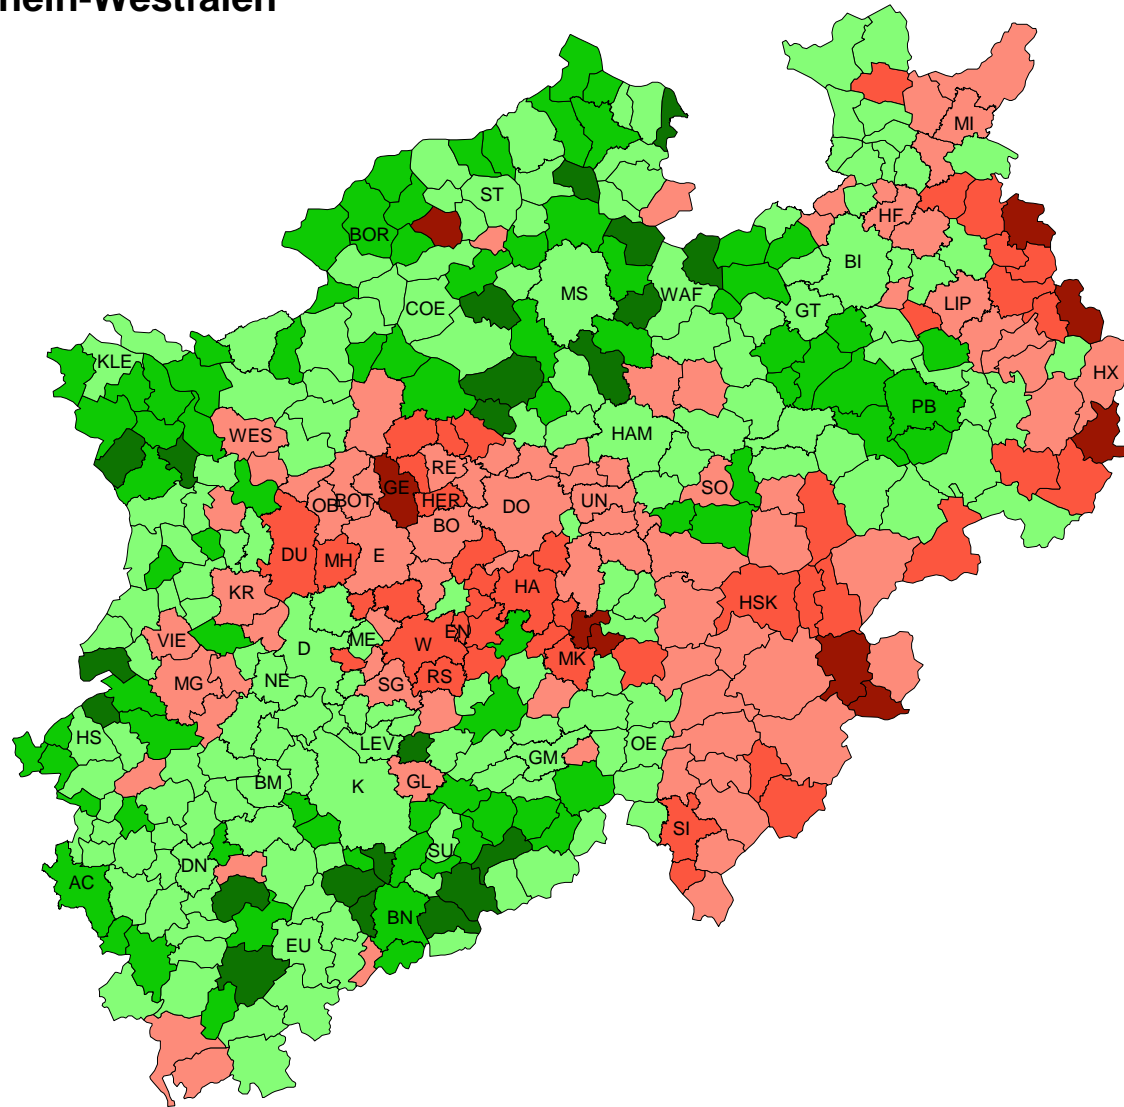 hein-Westfalen
MI
ST
HF
BOR
BI
MS
WAF
COE
LIP
GT
KLE
HX
PB
WES
HAM
RE
GE
SO
BOT
HER
UN
OB
DO
BO
DU
MH
E
HA
KR
HSK
EN
VIE
ME
W
D
MK
RS
NE
MG
SG
HS
LEV
OE
GM
BM
GL
K
SI
SU
DN
AC
BN
EU